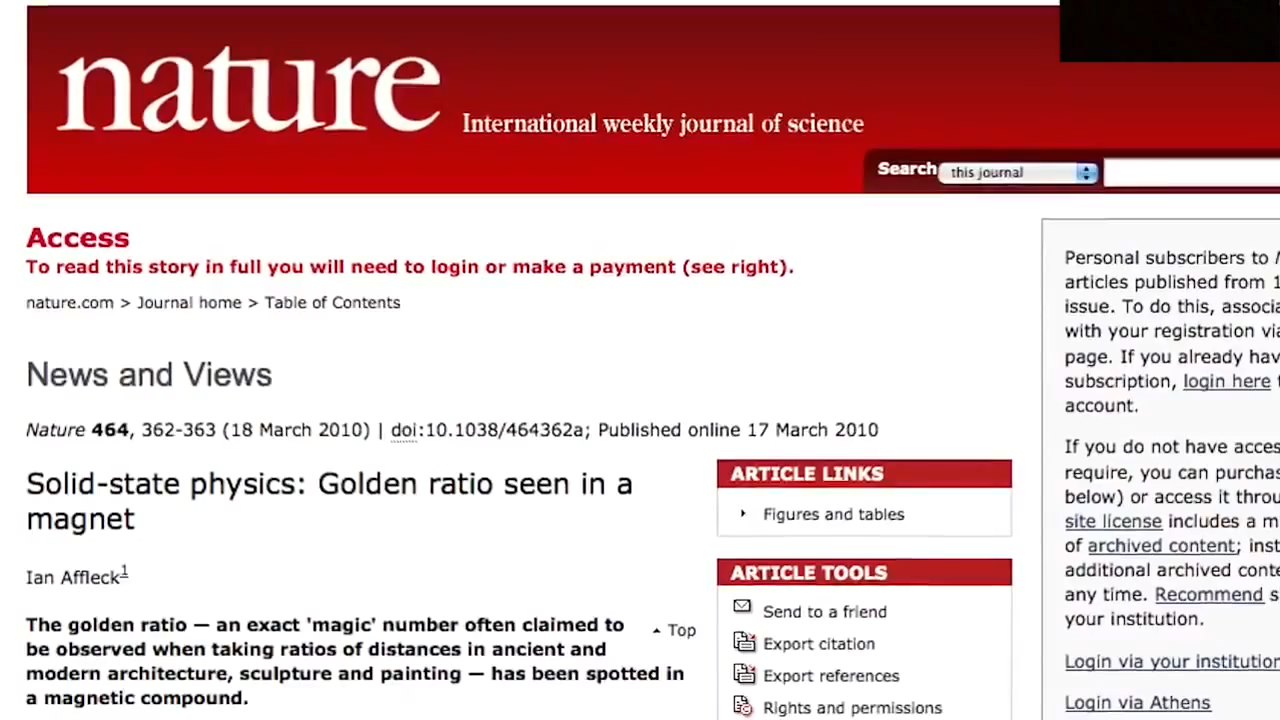 nature
International weekly journal of science
Search this journal
Access
To read this story in full you will need to login or make a payment (see right).
nature.com > Journal home > Table of Contents
News and Views
Nature 464, 362-363 (18 March 2010) | doi:10.1038/464362a; Published online 17 March 2010
Solid-state physics: Golden ratio seen in a
magnet
Ian Affleck1
The golden ratio — an exact 'magic' number often claimed to
be observed when taking ratios of distances in ancient and
modern architecture, sculpture and painting — has been spotted in
a magnetic compound.
Top
ARTICLE LINKS
Figures and tables
ARTICLE TOOLS
Send to a friend
Export citation
Export references
Rights and permissions
Personal subscribers to
articles published from 1
issue. To do this, associa
with your registration via
page. If you already hav
subscription, login here
account.
If you do not have acces
require, you can purchas
below) or access it throu
site license includes a m
of archived content; inst
additional archived conte
any time. Recommend s
your institution.
Login via your institution
Login via Athens